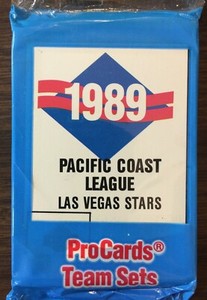 1989
PACIFIC COAST
LEAGUE
LAS VEGAS STARS
ProCards®
Team Sets